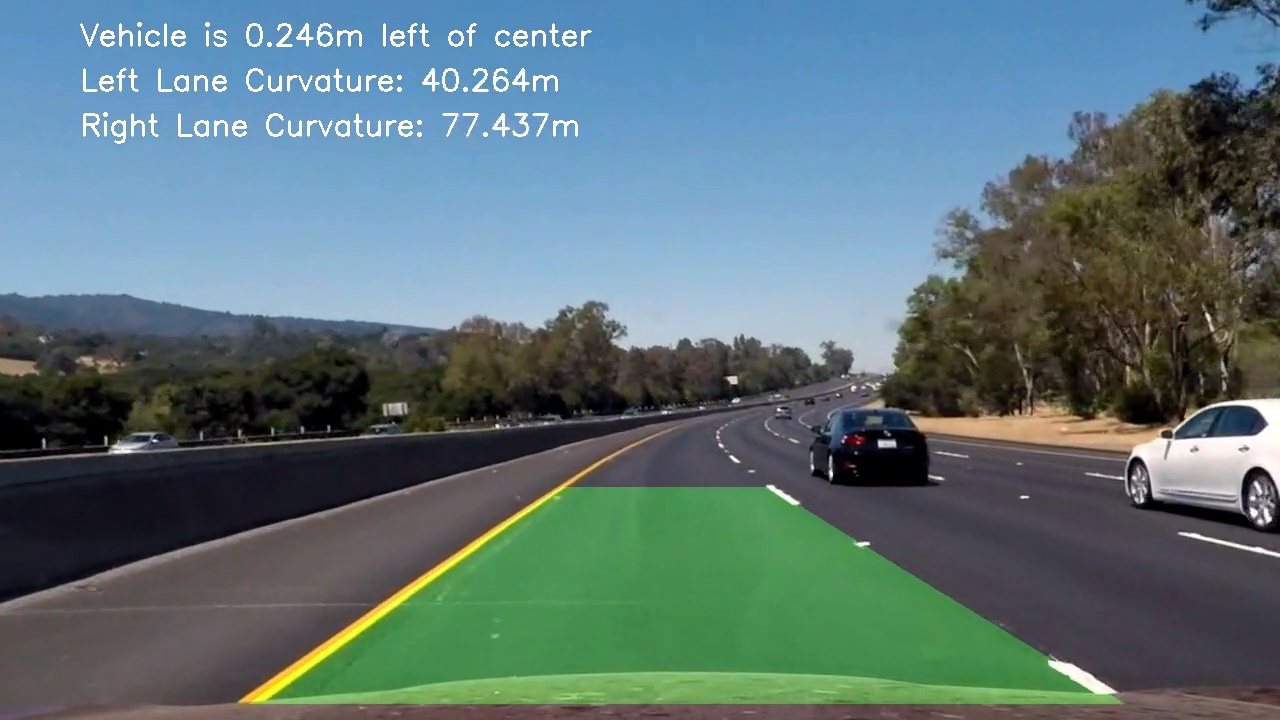 Vehicle is 0.246m left of center
Left Lane Curvature: 40.264m
Right Lane Curvature: 77.437m